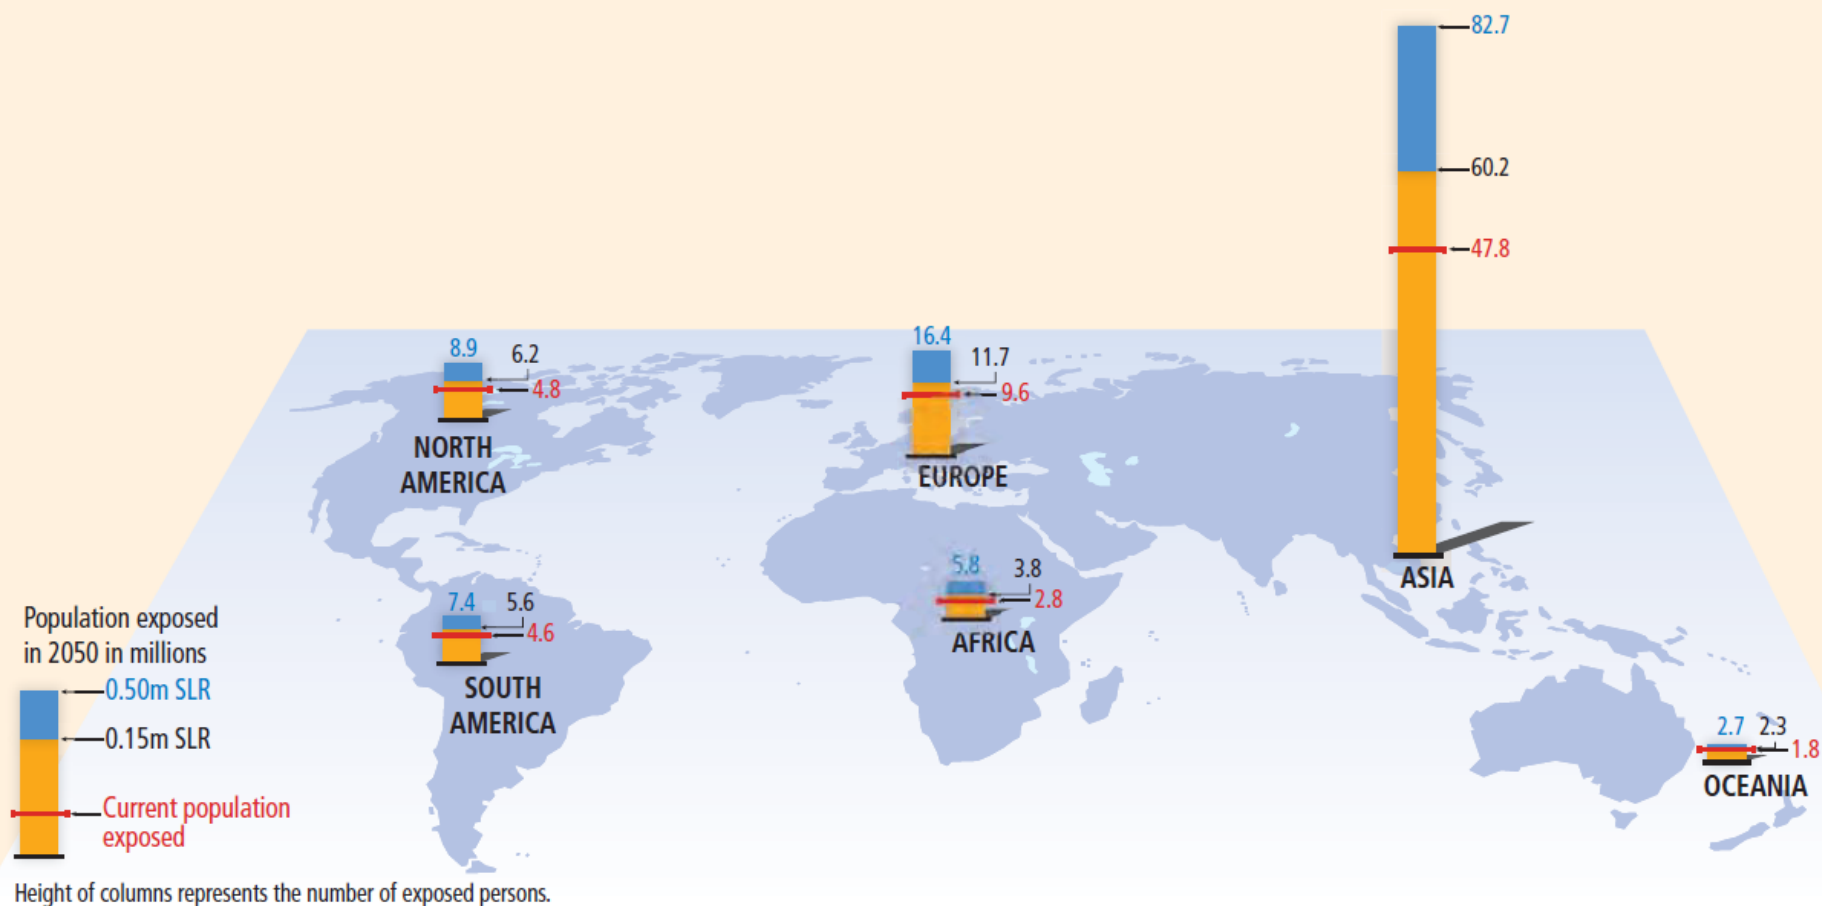 82.7
60.2
47.8
8.9
6.2
4.8
NORTH
AMERICA
16.4
11.7
9.6
EUROPE
ASIA
7.4
5.6
4.6
SOUTH
AMERICA
5.8
3.8
2.8
AFRICA
2.7
2.3
1.8
OCEANIA
Population exposed
in 2050 in millions
0.50m SLR
0.15m SLR
Current population
exposed
Height of columns represents the number of exposed persons.